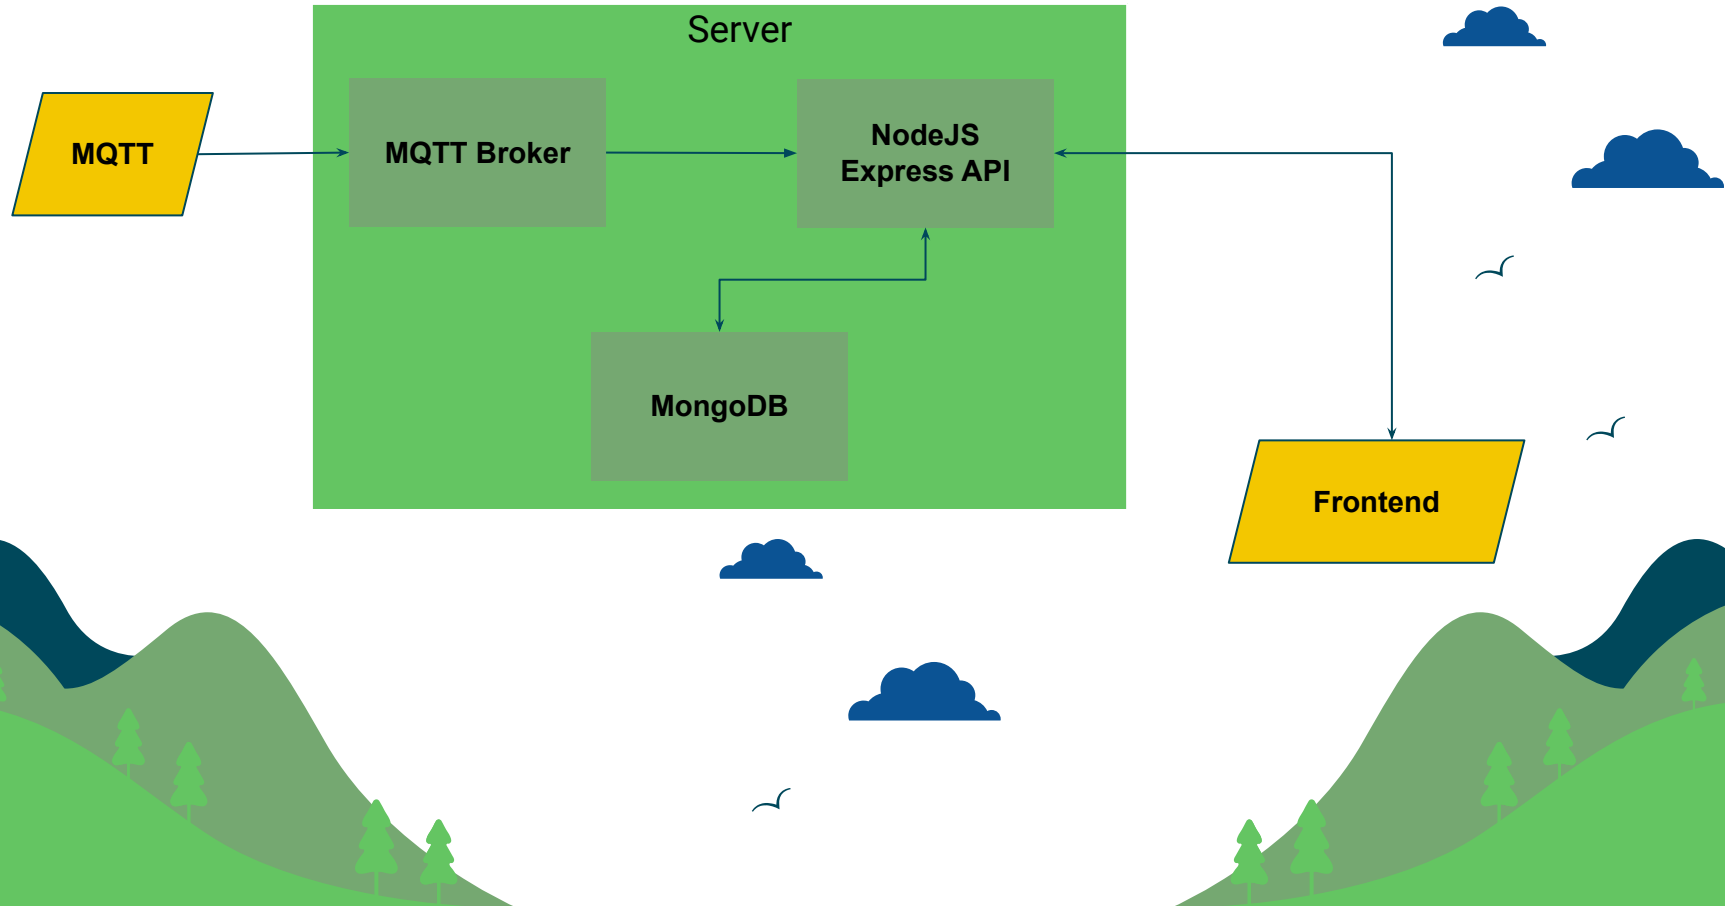 Server
MQTT
MQTT Broker
NodeJS
Express API
MongoDB
Frontend